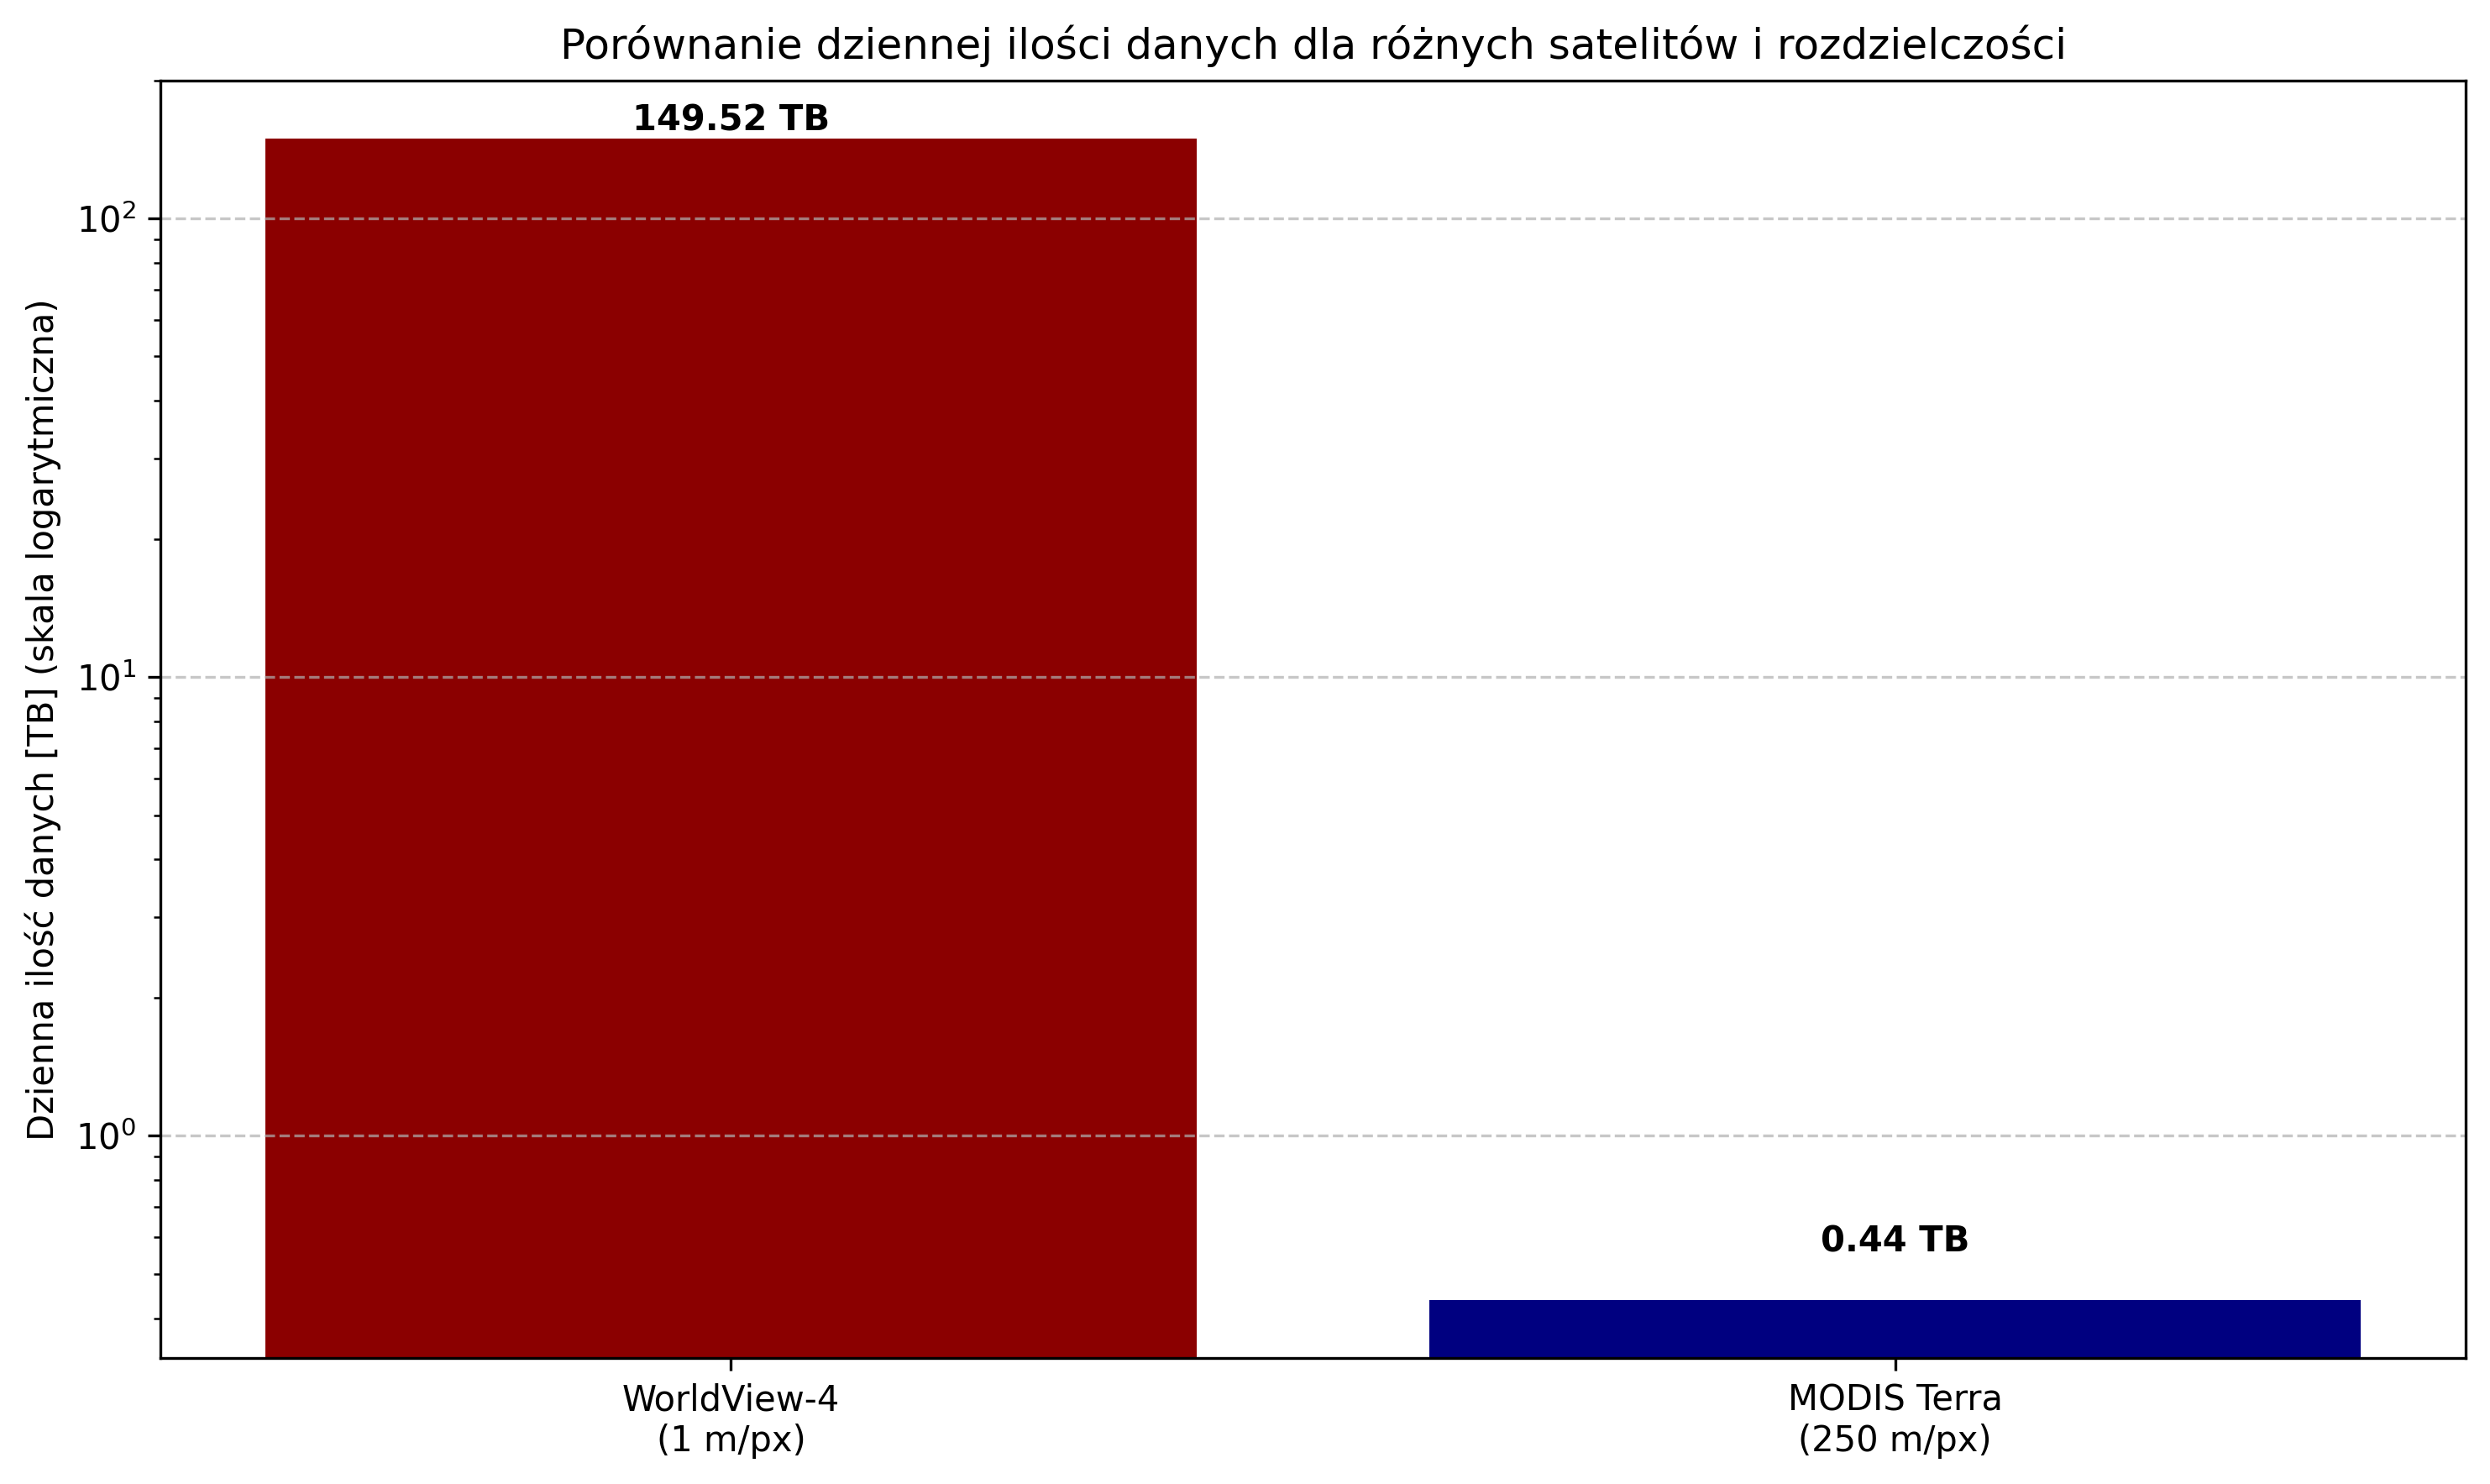 Porównanie dziennej ilości danych dla różnych satelitów i rozdzielczości
149.52 TB
10²
10¹
10⁰
Dzienna ilość danych [TB] (skala logarytmiczna)
0.44 TB
WorldView-4
(1 m/px)
MODIS Terra
(250 m/px)